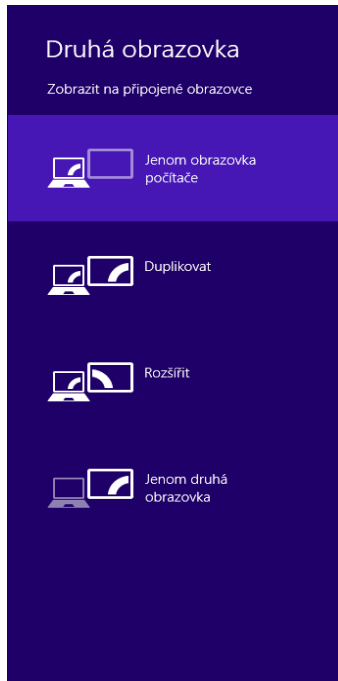 Druhá obrazovka
Zobrazit na připojené obrazovce
Jenom obrazovka
počítače
Duplikovat
Rozšířit
Jenom druhá
obrazovka